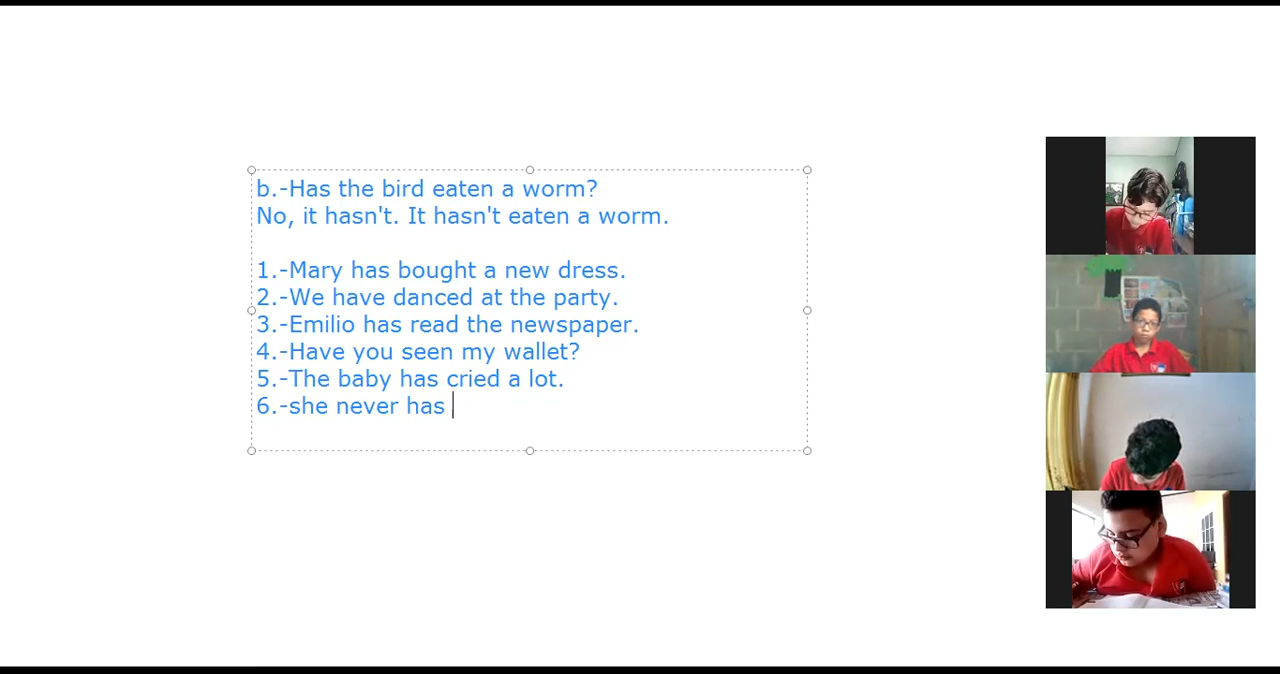 b.-Has the bird eaten a worm?
No, it hasn't. It hasn't eaten a worm.
1.-Mary has bought a new dress.
2.-We have danced at the party.
3.-Emilio has read the newspaper.
4.-Have you seen my wallet?
5.-The baby has cried a lot.
6.-she never has